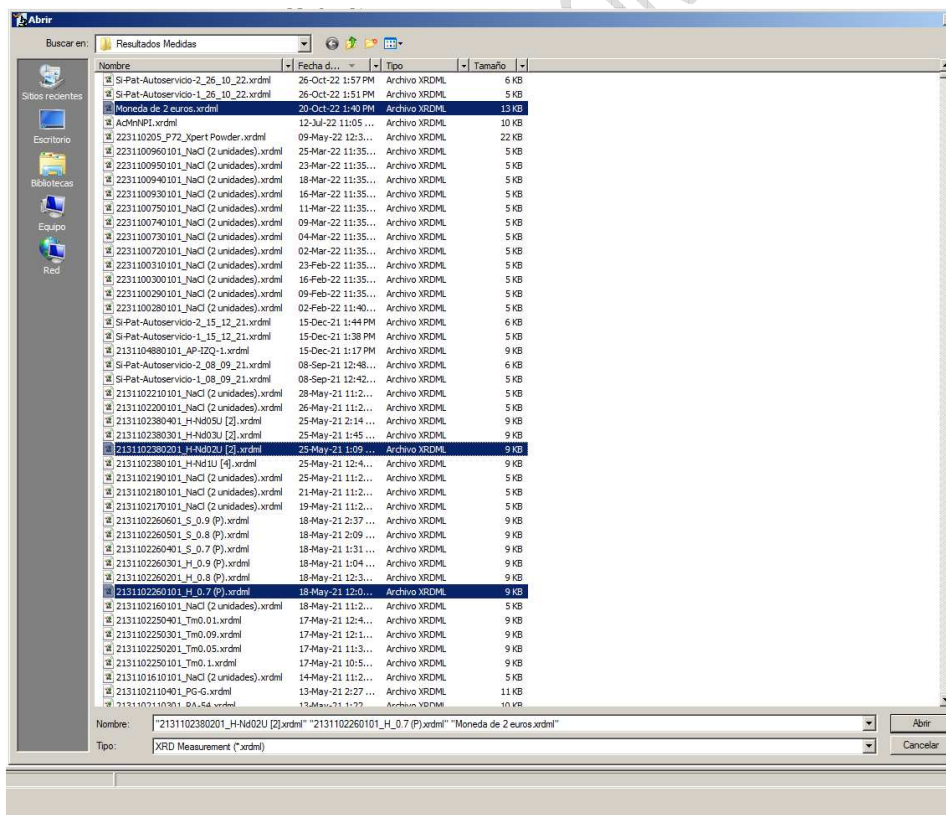 Abrir
Buscar en: Resultados Medidas
Nombre Fecha d... Tipo Tamaño
Si-Pat-Autoservicio-2_26_10_22.xrdml 26-Oct-22 1:57 PM Archivo XRDML 6 KB
Si-Pat-Autoservicio-1_26_10_22.xrdml 26-Oct-22 1:51 PM Archivo XRDML 5 KB
Moneda de 2 euros.xrdml 20-Oct-22 1:40 PM Archivo XRDML 13 KB
AcMnNPI.xrdml 12-Jul-22 11:05 ... Archivo XRDML 10 KB
223110205_P72_Xpert Powder.xrdml 09-May-22 12:3... Archivo XRDML 22 KB
2231100960101_NaCl (2 unidades).xrdml 25-Mar-22 11:35... Archivo XRDML 5 KB
2231100950101_NaCl (2 unidades).xrdml 23-Mar-22 11:35... Archivo XRDML 5 KB
2231100940101_NaCl (2 unidades).xrdml 18-Mar-22 11:35... Archivo XRDML 5 KB
2231100930101_NaCl (2 unidades).xrdml 16-Mar-22 11:35... Archivo XRDML 5 KB
2231100750101_NaCl (2 unidades).xrdml 11-Mar-22 11:35... Archivo XRDML 5 KB
2231100740101_NaCl (2 unidades).xrdml 09-Mar-22 11:35... Archivo XRDML 5 KB
2231100730101_NaCl (2 unidades).xrdml 04-Mar-22 11:35... Archivo XRDML 5 KB
2231100720101_NaCl (2 unidades).xrdml 02-Mar-22 11:35... Archivo XRDML 5 KB
2231100310101_NaCl (2 unidades).xrdml 23-Feb-22 11:35... Archivo XRDML 5 KB
2231100300101_NaCl (2 unidades).xrdml 16-Feb-22 11:35... Archivo XRDML 5 KB
2231100290101_NaCl (2 unidades).xrdml 09-Feb-22 11:35... Archivo XRDML 5 KB
2231100280101_NaCl (2 unidades).xrdml 02-Feb-22 11:40... Archivo XRDML 5 KB
Si-Pat-Autoservicio-2_15_12_21.xrdml 15-Dec-21 1:44 PM Archivo XRDML 6 KB
Si-Pat-Autoservicio-1_15_12_21.xrdml 15-Dec-21 1:38 PM Archivo XRDML 5 KB
2131104880101_AP-IZQ-1.xrdml 15-Dec-21 1:17 PM Archivo XRDML 9 KB
Si-Pat-Autoservicio-2_08_09_21.xrdml 08-Sep-21 12:48... Archivo XRDML 6 KB
Si-Pat-Autoservicio-1_08_09_21.xrdml 08-Sep-21 12:42... Archivo XRDML 5 KB
2131102210101_NaCl (2 unidades).xrdml 28-May-21 11:2... Archivo XRDML 5 KB
2131102200101_NaCl (2 unidades).xrdml 26-May-21 11:2... Archivo XRDML 5 KB
2131102380401_H-Nd05U [2].xrdml 25-May-21 2:14 ... Archivo XRDML 9 KB
2131102380301_H-Nd03U [2].xrdml 25-May-21 1:45 ... Archivo XRDML 9 KB
2131102380201_H-Nd02U [2].xrdml 25-May-21 1:09 ... Archivo XRDML 9 KB
2131102380101_H-Nd1U [4].xrdml 25-May-21 12:4... Archivo XRDML 9 KB
2131102190101_NaCl (2 unidades).xrdml 25-May-21 11:2... Archivo XRDML 5 KB
2131102180101_NaCl (2 unidades).xrdml 21-May-21 11:2... Archivo XRDML 5 KB
2131102170101_NaCl (2 unidades).xrdml 19-May-21 11:2... Archivo XRDML 5 KB
2131102260601_S_0.9 (P).xrdml 18-May-21 2:37 ... Archivo XRDML 9 KB
2131102260501_S_0.8 (P).xrdml 18-May-21 2:09 ... Archivo XRDML 9 KB
2131102260401_S_0.7 (P).xrdml 18-May-21 1:31 ... Archivo XRDML 9 KB
2131102260301_H_0.9 (P).xrdml 18-May-21 1:04 ... Archivo XRDML 9 KB
2131102260201_H_0.8 (P).xrdml 18-May-21 12:3... Archivo XRDML 9 KB
2131102260101_H_0.7 (P).xrdml 18-May-21 12:0... Archivo XRDML 9 KB
2131102160101_NaCl (2 unidades).xrdml 18-May-21 11:2... Archivo XRDML 5 KB
2131102250401_Tm0.01.xrdml 17-May-21 12:4... Archivo XRDML 9 KB
2131102250301_Tm0.09.xrdml 17-May-21 12:1... Archivo XRDML 9 KB
2131102250201_Tm0.05.xrdml 17-May-21 11:3... Archivo XRDML 9 KB
2131102250101_Tm0.1.xrdml 17-May-21 10:5... Archivo XRDML 9 KB
2131101610101_NaCl (2 unidades).xrdml 14-May-21 11:2... Archivo XRDML 5 KB
2131102110401_PG-G.xrdml 13-May-21 2:27 ... Archivo XRDML 11 KB
2131102110301_PA-54.xrdml 13-May-21 1:22 Archivo XRDML 10 KB
Sitios recientes
Escritorio
Bibliotecas
Equipo
Red
Nombre: "2131102380201_H-Nd02U [2].xrdml" "2131102260101_H_0.7 (P).xrdml" "Moneda de 2 euros.xrdml" Abrir
Tipo: XRD Measurement (*.xrdml) Cancelar